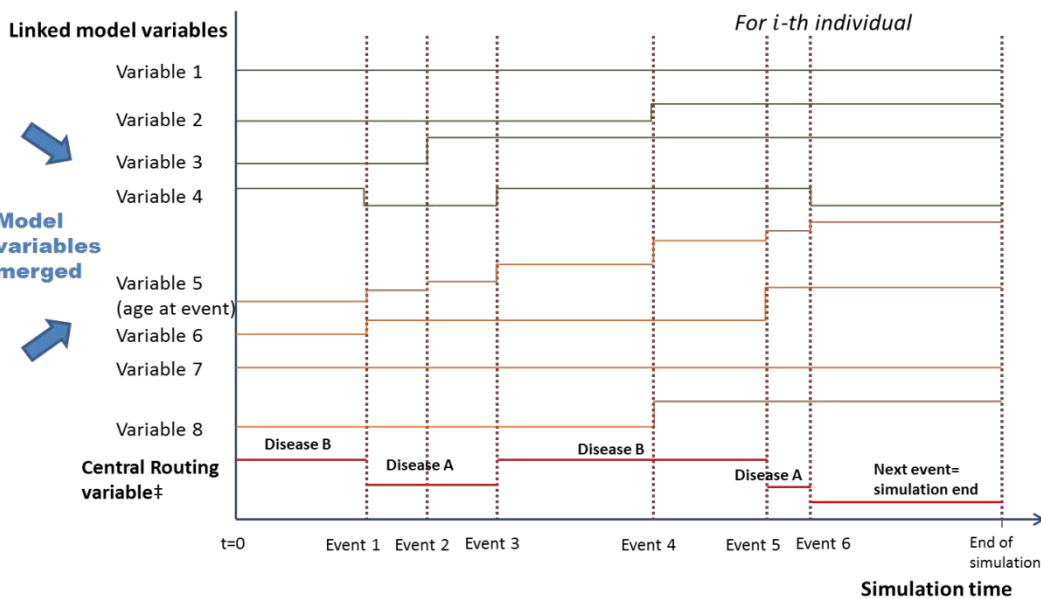 Linked model variables
For i-th individual
Variable 1
Variable 2
Variable 3
Variable 4
Model
variables
merged
Variable 5
(age at event)
Variable 6
Variable 7
Variable 8
Disease B
Disease A
Disease B
Disease A
Next event=
simulation end
Central Routing
variable‡
t=0
Event 1
Event 2
Event 3
Event 4
Event 5
Event 6
End of
simulation
Simulation time